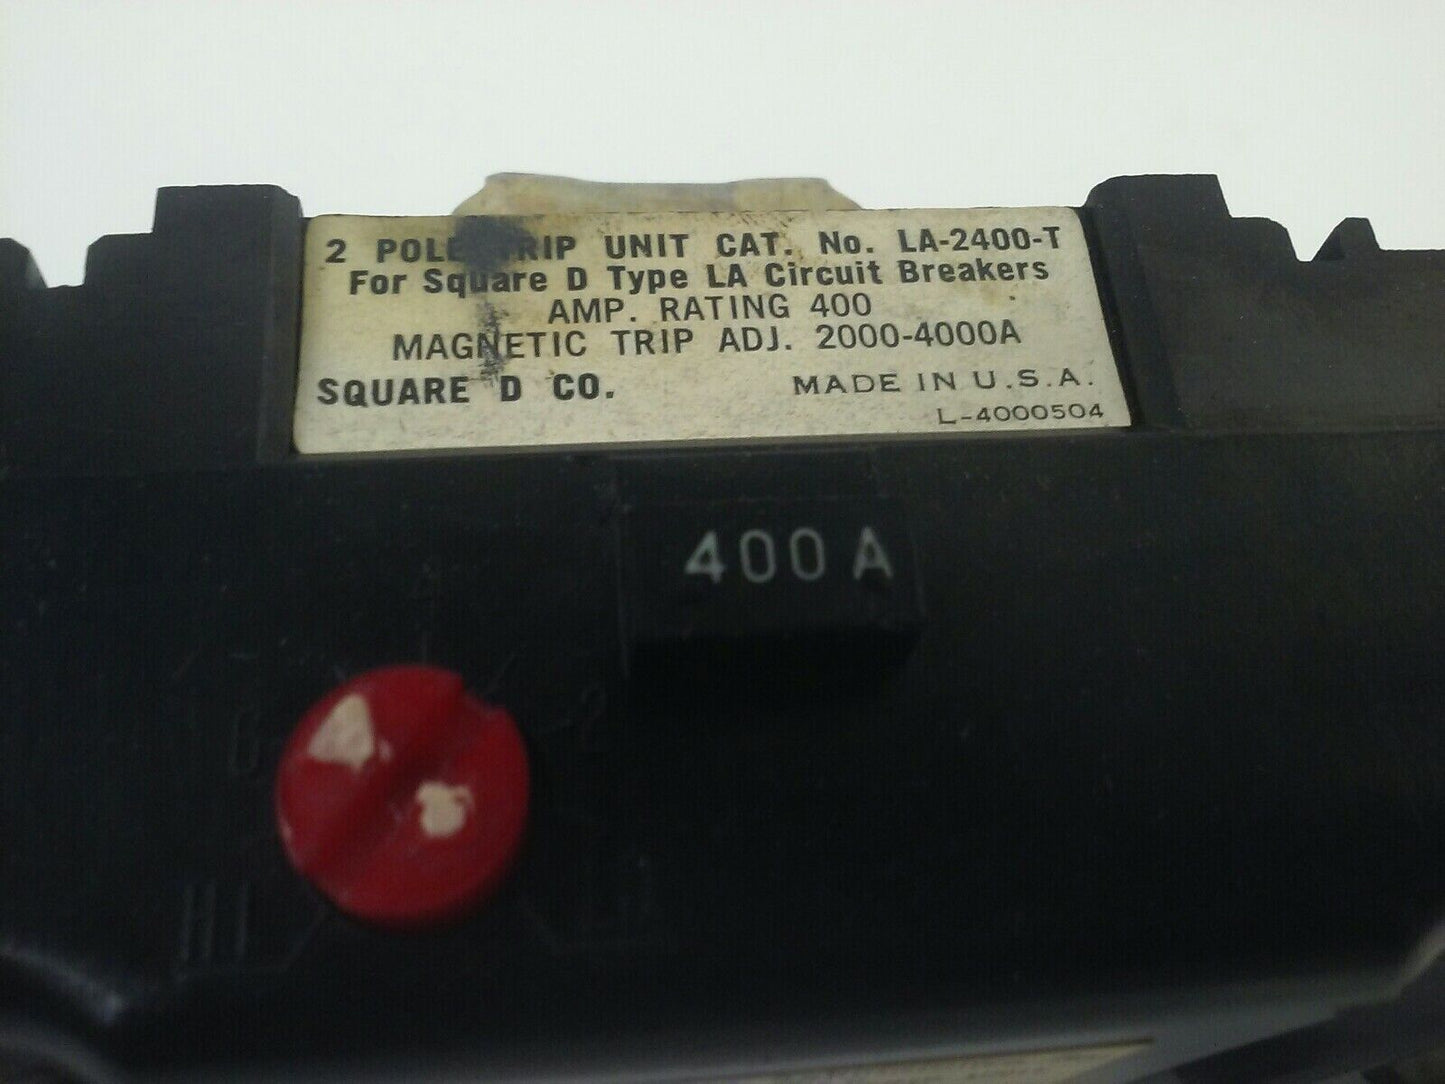 2 POLE TRIP UNIT CAT. No. LA-2400-T
For Square D Type LA Circuit Breakers
AMP. RATING 400
MAGNETIC TRIP ADJ. 2000-4000A
SQUARE D CO. MADE IN U.S.A.
L-4000504
400 A
2